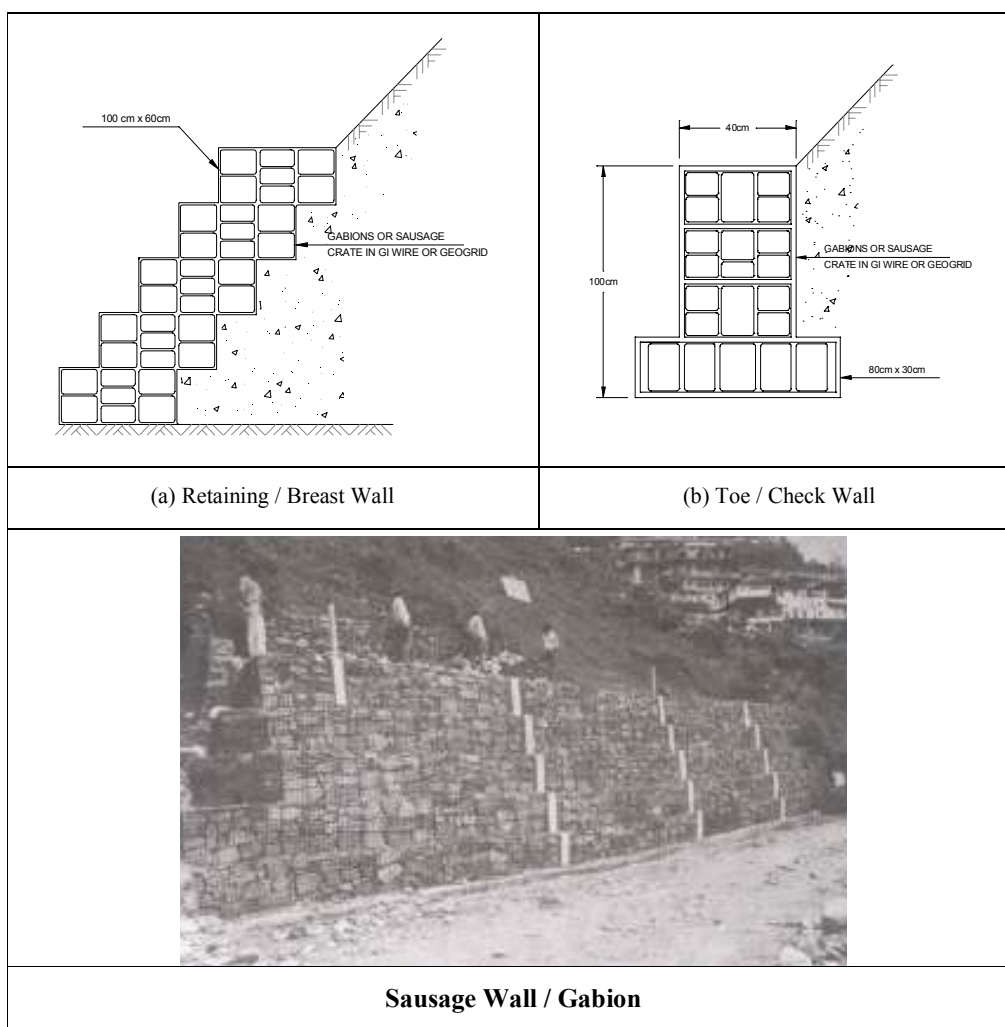 100 cm x 60cm
GABIONS OR SAUSAGE
CRATE IN GI WIRE OR GEOGRID
40cm
100cm
GABIONS OR SAUSAGE
CRATE IN GI WIRE OR GEOGRID
80cm x 30cm
(a) Retaining / Breast Wall
(b) Toe / Check Wall
Sausage Wall / Gabion